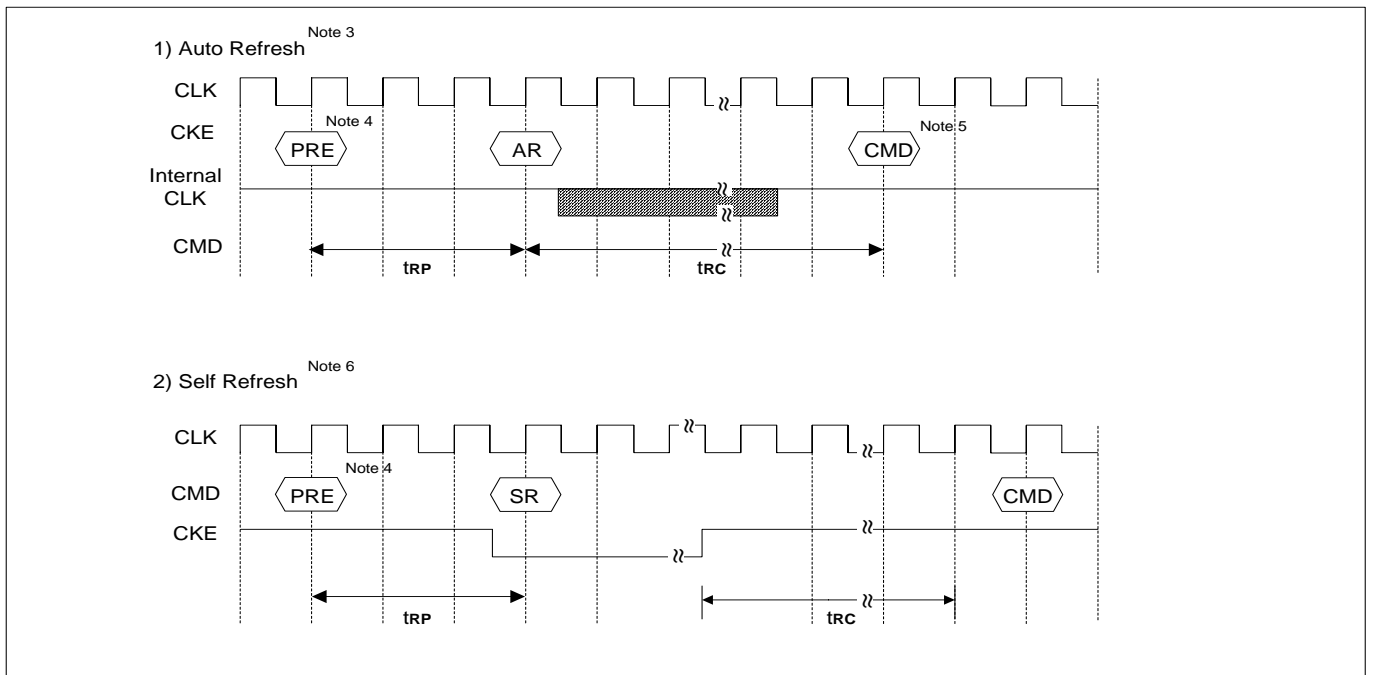 1) Auto Refresh Note 3
CLK
CKE
Note 4
Note 5
PRE
AR
CMD
Internal
CLK
CMD
tRP
tRC
2) Self Refresh Note 6
CLK
Note 4
CMD
PRE
SR
CMD
CKE
tRP
tRC